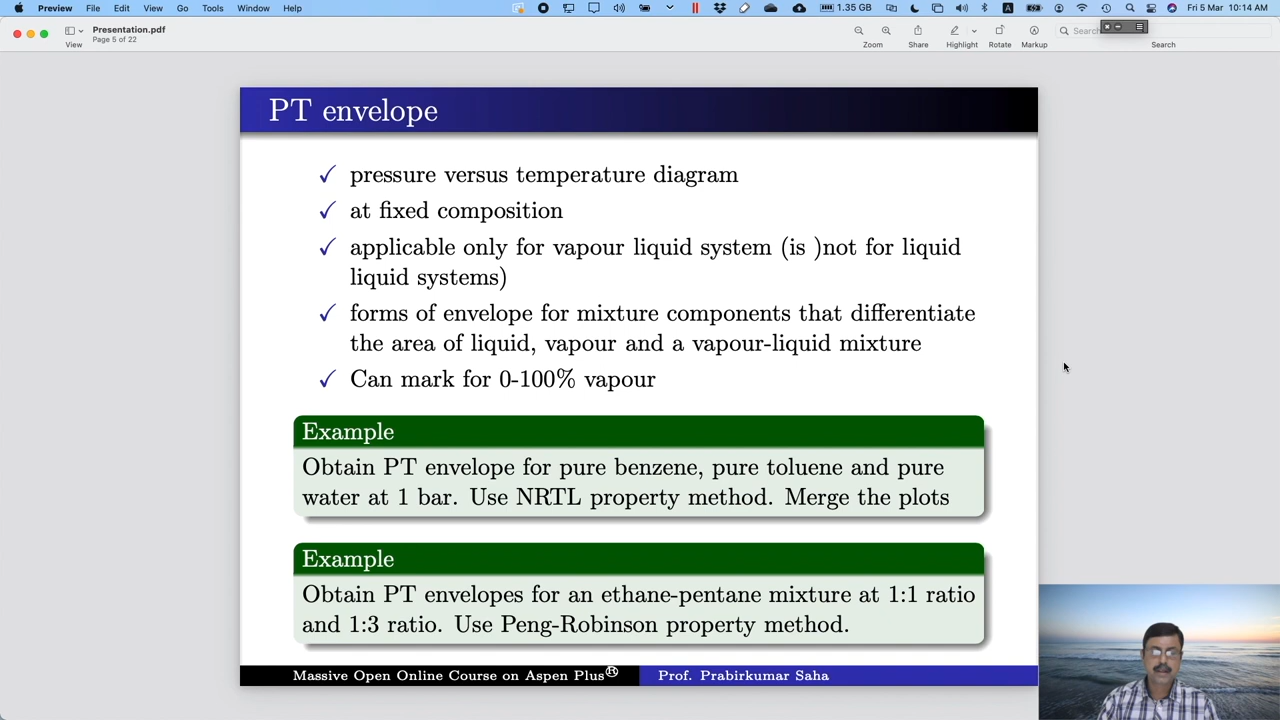 Preview File Edit View Go Tools Window Help 1.35 GB A Fri 5 Mar 10:14 AM
Presentation.pdf
Page 5 of 22
View Zoom Share Highlight Rotate Markup Search
Search
PT envelope
✓ pressure versus temperature diagram
✓ at fixed composition
✓ applicable only for vapour liquid system (is )not for liquid
liquid systems)
✓ forms of envelope for mixture components that differentiate
the area of liquid, vapour and a vapour-liquid mixture
✓ Can mark for 0-100% vapour
Example
Obtain PT envelope for pure benzene, pure toluene and pure
water at 1 bar. Use NRTL property method. Merge the plots
Example
Obtain PT envelopes for an ethane-pentane mixture at 1:1 ratio
and 1:3 ratio. Use Peng-Robinson property method.
Massive Open Online Course on Aspen Plus® Prof. Prabirkumar Saha